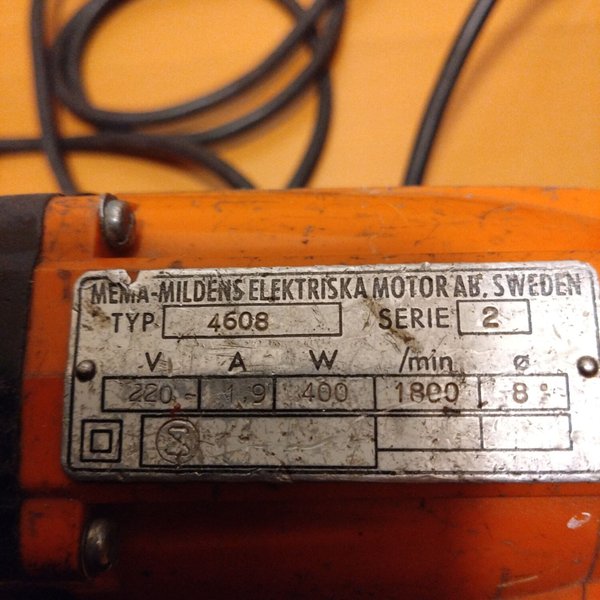 MEMA-MILDENS ELEKTRISKA MOTOR AB. SWEDEN
TYP 4608 SERIE 2
V A W /min ø
220~ 1.9 400 1800 8
S